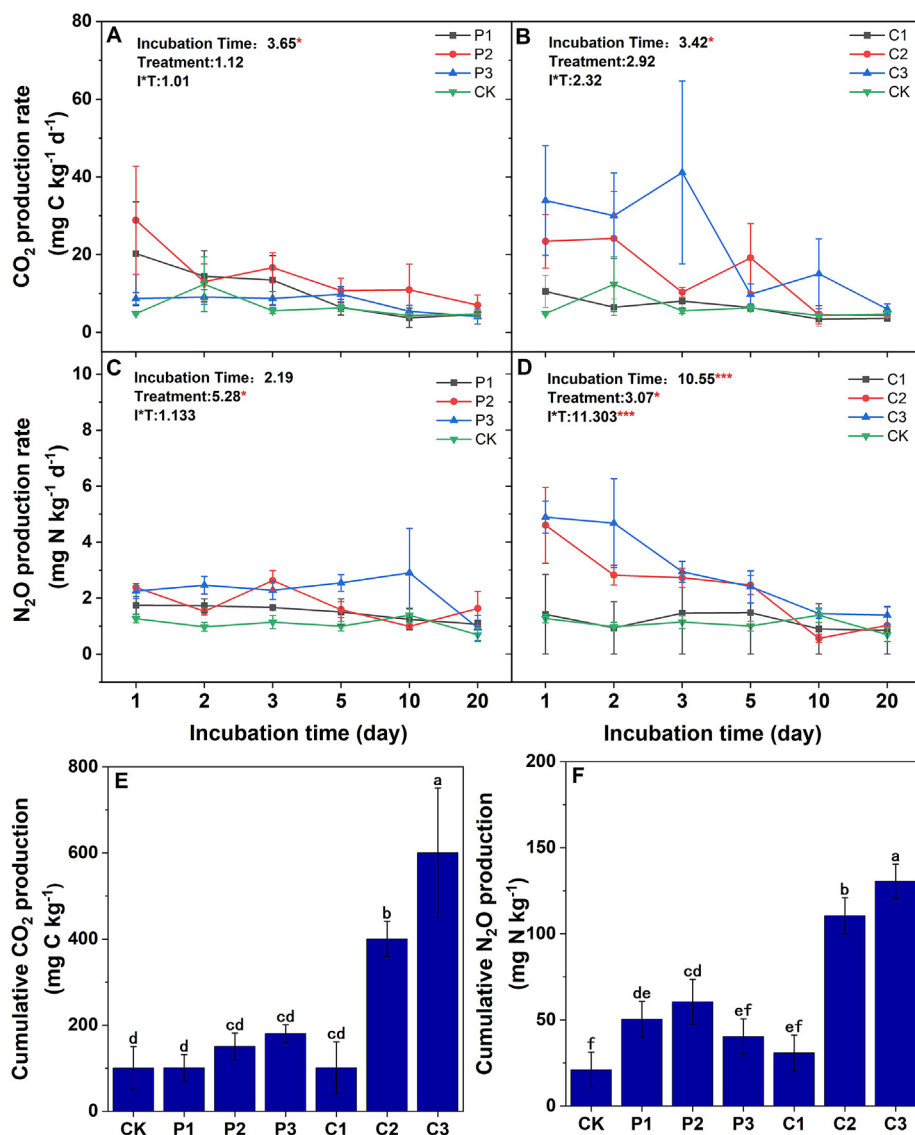 A
Incubation Time: 3.65*
Treatment:1.12
I*T:1.01
P1
P2
P3
CK
B
Incubation Time: 3.42*
Treatment:2.92
I*T:2.32
C1
C2
C3
CK
80
60
40
20
0
CO2 production rate
(mg C kg-1 d-1)
C
Incubation Time: 2.19
Treatment:5.28*
I*T:1.133
P1
P2
P3
CK
D
Incubation Time: 10.55***
Treatment:3.07*
I*T:11.303***
C1
C2
C3
CK
10
8
6
4
2
0
N2O production rate
(mg N kg-1 d-1)
1 2 3 5 10 20
1 2 3 5 10 20
Incubation time (day)
Incubation time (day)
E
800
600
400
200
0
Cumulative CO2 production
(mg C kg-1)
d d cd cd cd b a
CK P1 P2 P3 C1 C2 C3
F
200
150
100
50
0
Cumulative N2O production
(mg N kg-1)
f de cd ef ef b a
CK P1 P2 P3 C1 C2 C3